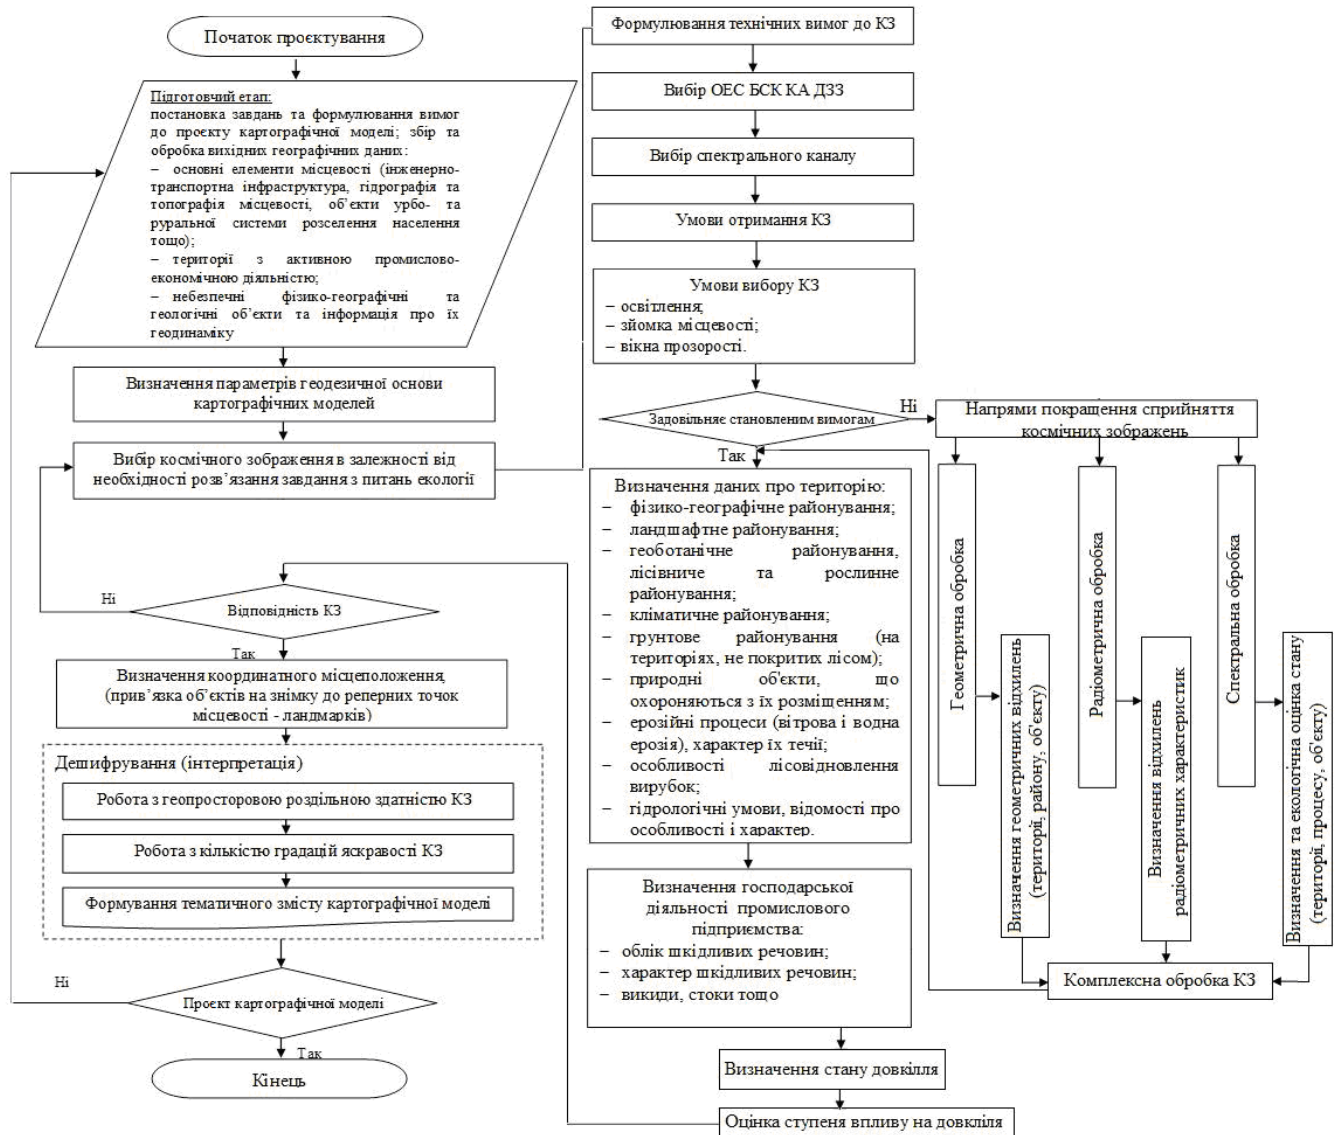 Початок проєктування
Підготовчий етап:
постановка завдань та формулювання вимог
до проєкту картографічної моделі; збір та
обробка вихідних географічних даних:
– основні елементи місцевості (інженерно-
транспортна інфраструктура, гідрографія та
топографія місцевості, об’єкти урбо- та
руральної системи розселення населення
тощо);
– території з активною промислово-
економічною діяльністю;
– небезпечні фізико-географічні та
геологічні об’єкти та інформація про їх
геодинаміку
Визначення параметрів геодезичної основи
картографічних моделей
Вибір космічного зображення в залежності від
необхідності розв’язання завдання з питань екології
Ні
Відповідність КЗ
Так
Визначення координатного місцеположення,
(прив’язка об’єктів на знімку до реперних точок
місцевості - ландмарків)
Дешифрування (інтерпретація)
Робота з геопросторовою роздільною здатністю КЗ
Робота з кількістю градацій яскравості КЗ
Формування тематичного змісту картографічної моделі
Ні
Проєкт картографічної моделі
Так
Кінець
Формулювання технічних вимог до КЗ
Вибір ОЕС БСК КА ДЗЗ
Вибір спектрального каналу
Умови отримання КЗ
Умови вибору КЗ
– освітлення;
– зйомка місцевості;
– вікна прозорості.
Задовільняє становленим вимогам
Ні
Так
Визначення даних про територію:
– фізико-географічне районування;
– ландшафтне районування;
– геоботанічне районування,
лісівниче та рослинне
районування;
– кліматичне районування;
– грунтове районування (на
територіях, не покритих лісом);
– природні об'єкти, що
охороняються з їх розміщенням;
– ерозійні процеси (вітрова і водна
ерозія), характер їх течії;
– особливості лісовідновлення
вирубок;
– гідрологічні умови, відомості про
особливості і характер.
Визначення господарської
діяльності промислового
підприємства:
– облік шкідливих речовин;
– характер шкідливих речовин;
– викиди, стоки тощо
Визначення стану довкілля
Оцінка ступеня впливу на довкліля
Напрями покращення сприйняття
космічних зображень
Геометрична обробка
Визначення геометричних відхилень
(території, району, об'єкту)
Радіометрична обробка
Визначення відхилень
радіометричних характеристик
Спектральна обробка
Визначення та екологічна оцінка стану
(території, процесу, об'єкту)
Комплексна обробка КЗ